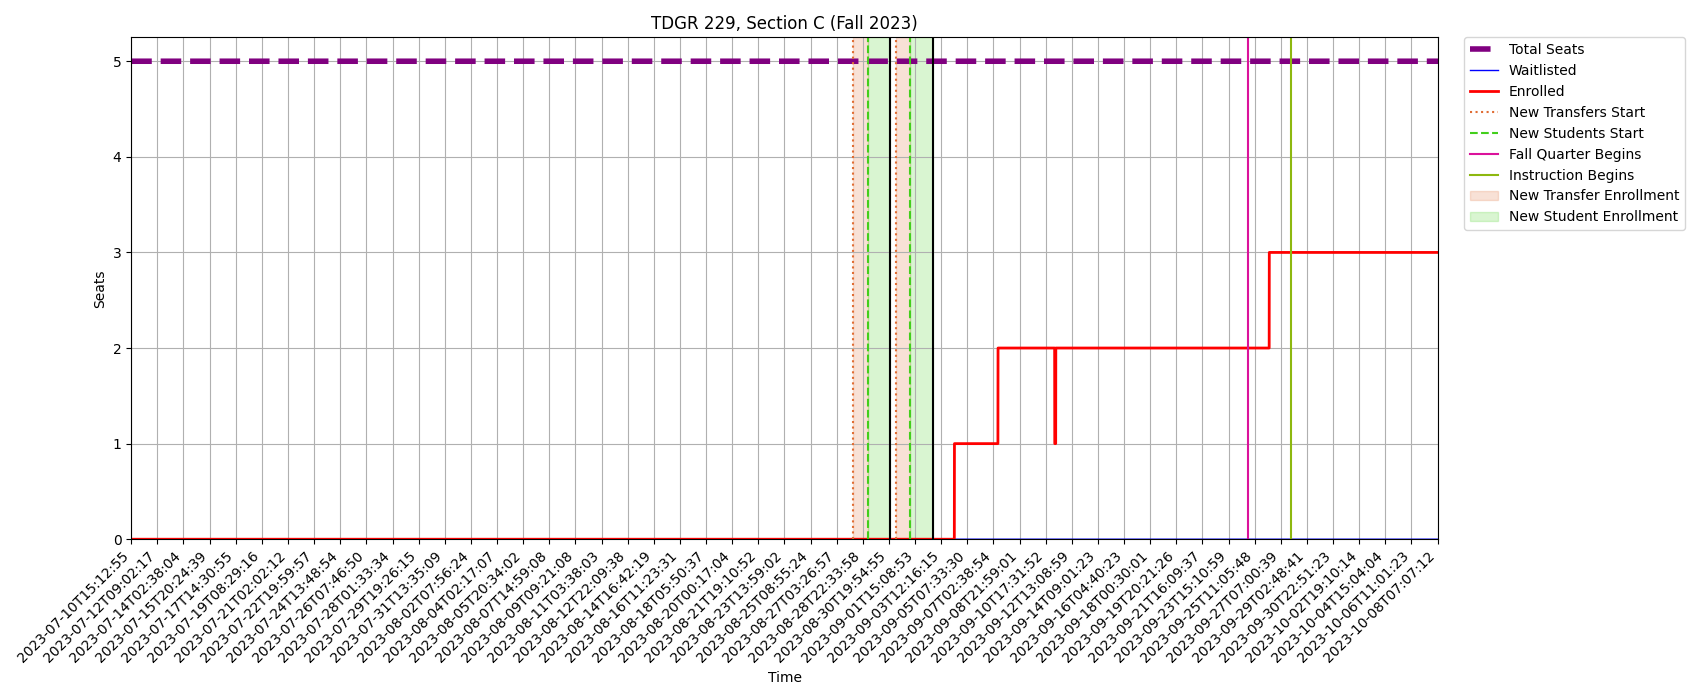 TDGR 229, Section C (Fall 2023)
Total Seats
Waitlisted
Enrolled
New Transfers Start
New Students Start
Fall Quarter Begins
Instruction Begins
New Transfer Enrollment
New Student Enrollment
Seats
5
4
3
2
1
0
2023-07-10T15:12:55
2023-07-12T09:02:17
2023-07-14T02:38:04
2023-07-15T20:24:39
2023-07-17T14:30:55
2023-07-19T08:29:16
2023-07-21T02:02:12
2023-07-22T19:59:57
2023-07-24T13:48:54
2023-07-26T07:46:50
2023-07-28T01:33:34
2023-07-29T19:26:15
2023-07-31T13:35:09
2023-08-02T07:56:24
2023-08-04T02:17:07
2023-08-05T20:34:02
2023-08-07T14:59:08
2023-08-09T09:21:08
2023-08-11T03:38:03
2023-08-12T22:09:38
2023-08-14T16:42:19
2023-08-16T11:23:31
2023-08-18T05:50:37
2023-08-20T00:17:04
2023-08-21T19:10:52
2023-08-23T13:59:02
2023-08-25T08:55:24
2023-08-27T03:26:57
2023-08-28T22:33:58
2023-08-30T19:54:55
2023-09-01T15:08:53
2023-09-03T12:16:15
2023-09-05T07:33:30
2023-09-07T02:38:54
2023-09-08T21:59:01
2023-09-10T17:31:52
2023-09-12T13:08:59
2023-09-14T09:01:23
2023-09-16T04:40:23
2023-09-18T00:30:01
2023-09-19T20:21:26
2023-09-21T16:09:37
2023-09-23T15:10:59
2023-09-25T11:05:48
2023-09-27T07:00:39
2023-09-29T02:48:41
2023-09-30T22:51:23
2023-10-02T19:10:14
2023-10-04T15:04:04
2023-10-06T11:01:23
2023-10-08T07:07:12
Time